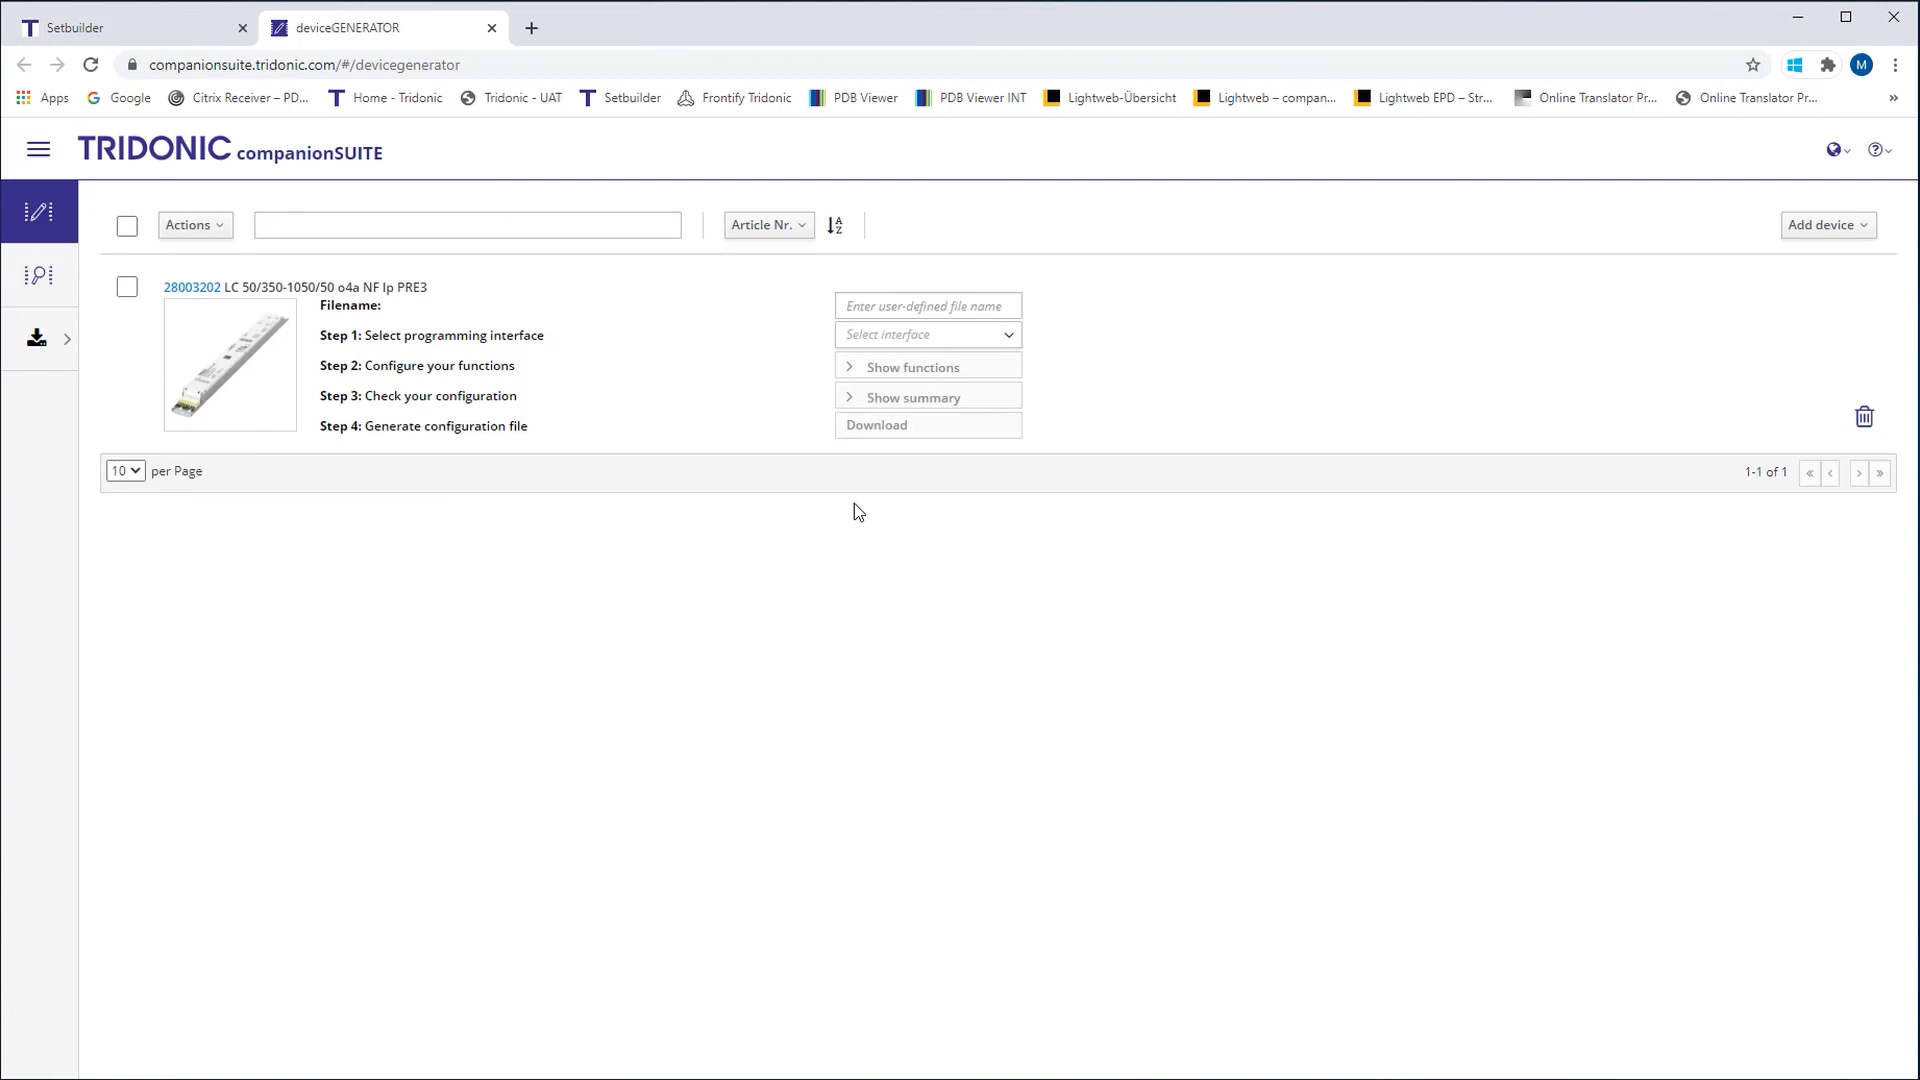 Setbuilder
deviceGENERATOR
companionsuite.tridonic.com/#/devicegenerator
M
Apps
Google
Citrix Receiver – PD...
Home - Tridonic
Tridonic - UAT
Setbuilder
Frontify Tridonic
PDB Viewer
PDB Viewer INT
Lightweb-Übersicht
Lightweb – compan...
Lightweb EPD – Str...
Online Translator Pr...
Online Translator Pr...
TRIDONIC companionSUITE
Actions
Article Nr.
Add device
28003202 LC 50/350-1050/50 o4a NF lp PRE3
Filename:
Enter user-defined file name
Step 1: Select programming interface
Select interface
Step 2: Configure your functions
Show functions
Step 3: Check your configuration
Show summary
Step 4: Generate configuration file
Download
10 per Page
1-1 of 1